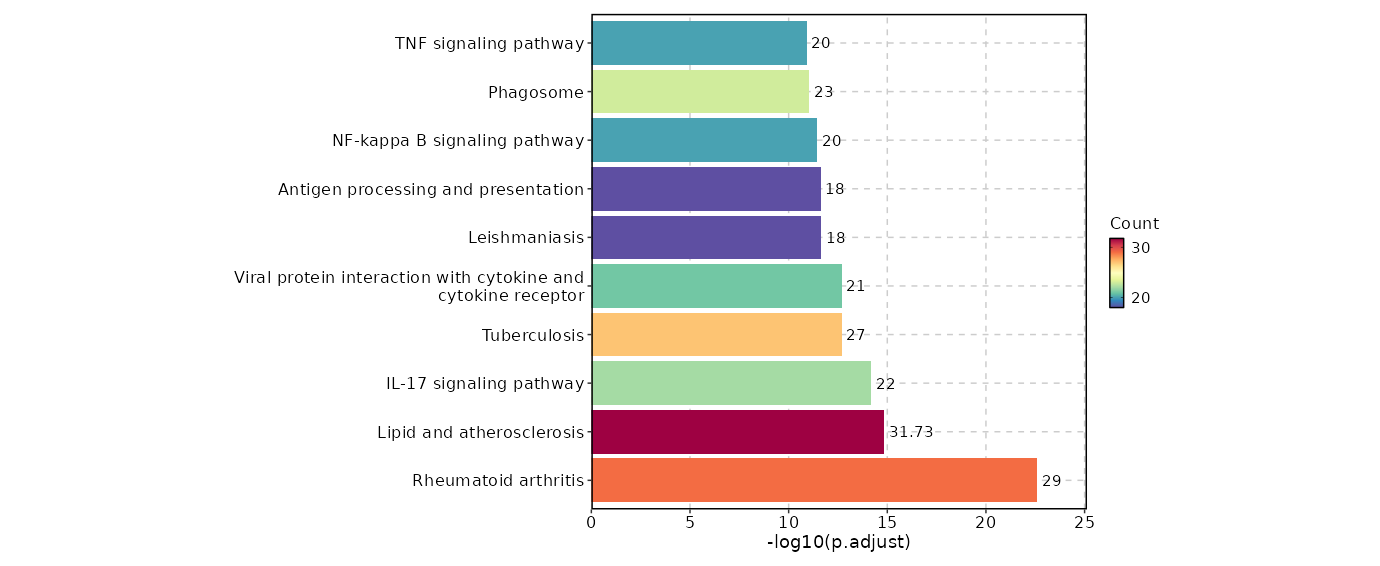 TNF signaling pathway
20
Phagosome
23
NF-kappa B signaling pathway
20
Antigen processing and presentation
18
Leishmaniasis
18
Viral protein interaction with cytokine and
cytokine receptor
21
Tuberculosis
27
IL-17 signaling pathway
22
Lipid and atherosclerosis
31.73
Rheumatoid arthritis
29
0 5 10 15 20 25
-log10(p.adjust)
Count
30
20